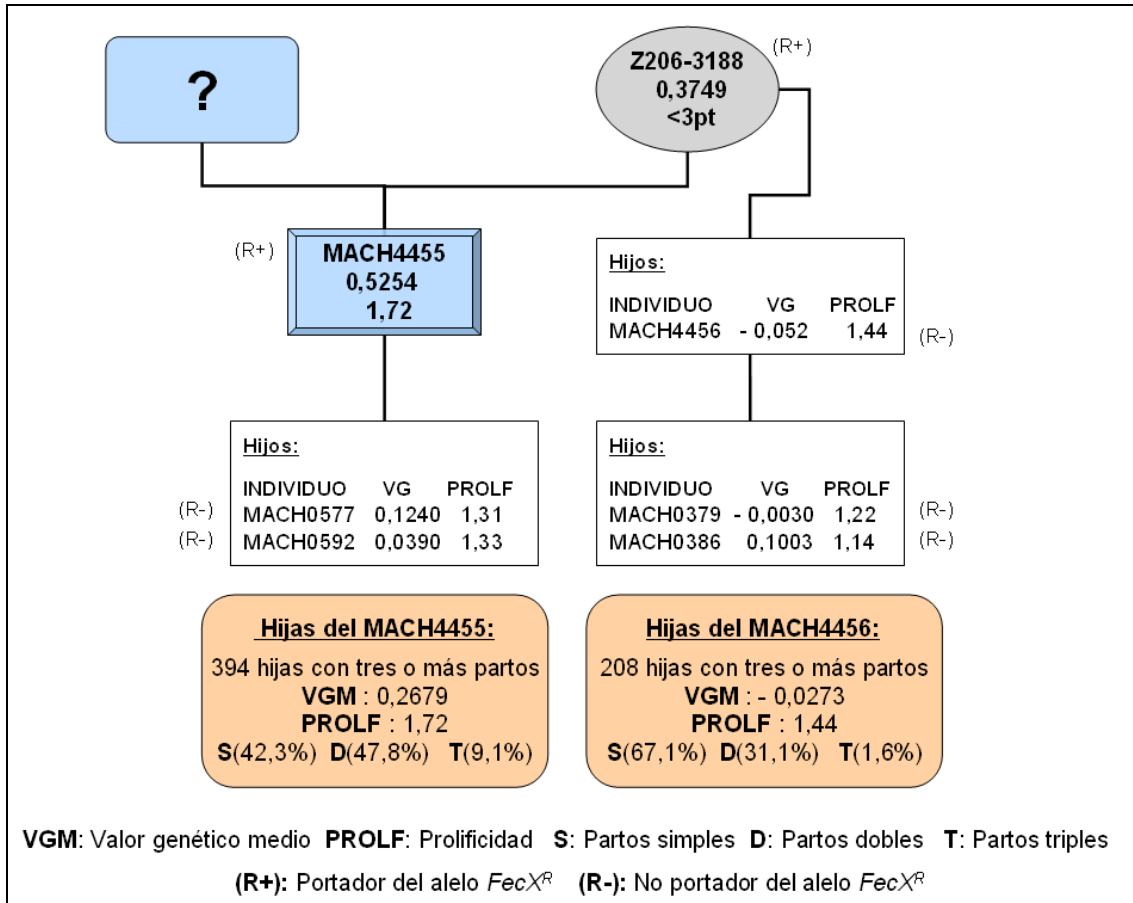 ?
Z206-3188
0,3749
<3pt
(R+)
(R+)
MACH4455
0,5254
1,72
Hijos:
INDIVIDUO VG PROLF
MACH4456 - 0,052 1,44 (R-)
Hijos:
INDIVIDUO VG PROLF
(R-) MACH0577 0,1240 1,31
(R-) MACH0592 0,0390 1,33
Hijos:
INDIVIDUO VG PROLF
MACH0379 - 0,0030 1,22 (R-)
MACH0386 0,1003 1,14 (R-)
Hijas del MACH4455:
394 hijas con tres o más partos
VGM : 0,2679
PROLF : 1,72
S(42,3%) D(47,8%) T(9,1%)
Hijas del MACH4456:
208 hijas con tres o más partos
VGM : - 0,0273
PROLF : 1,44
S(67,1%) D(31,1%) T(1,6%)
VGM: Valor genético medio PROLF: Prolificidad S: Partos simples D: Partos dobles T: Partos triples
(R+): Portador del alelo FecXᴿ (R-): No portador del alelo FecXᴿ